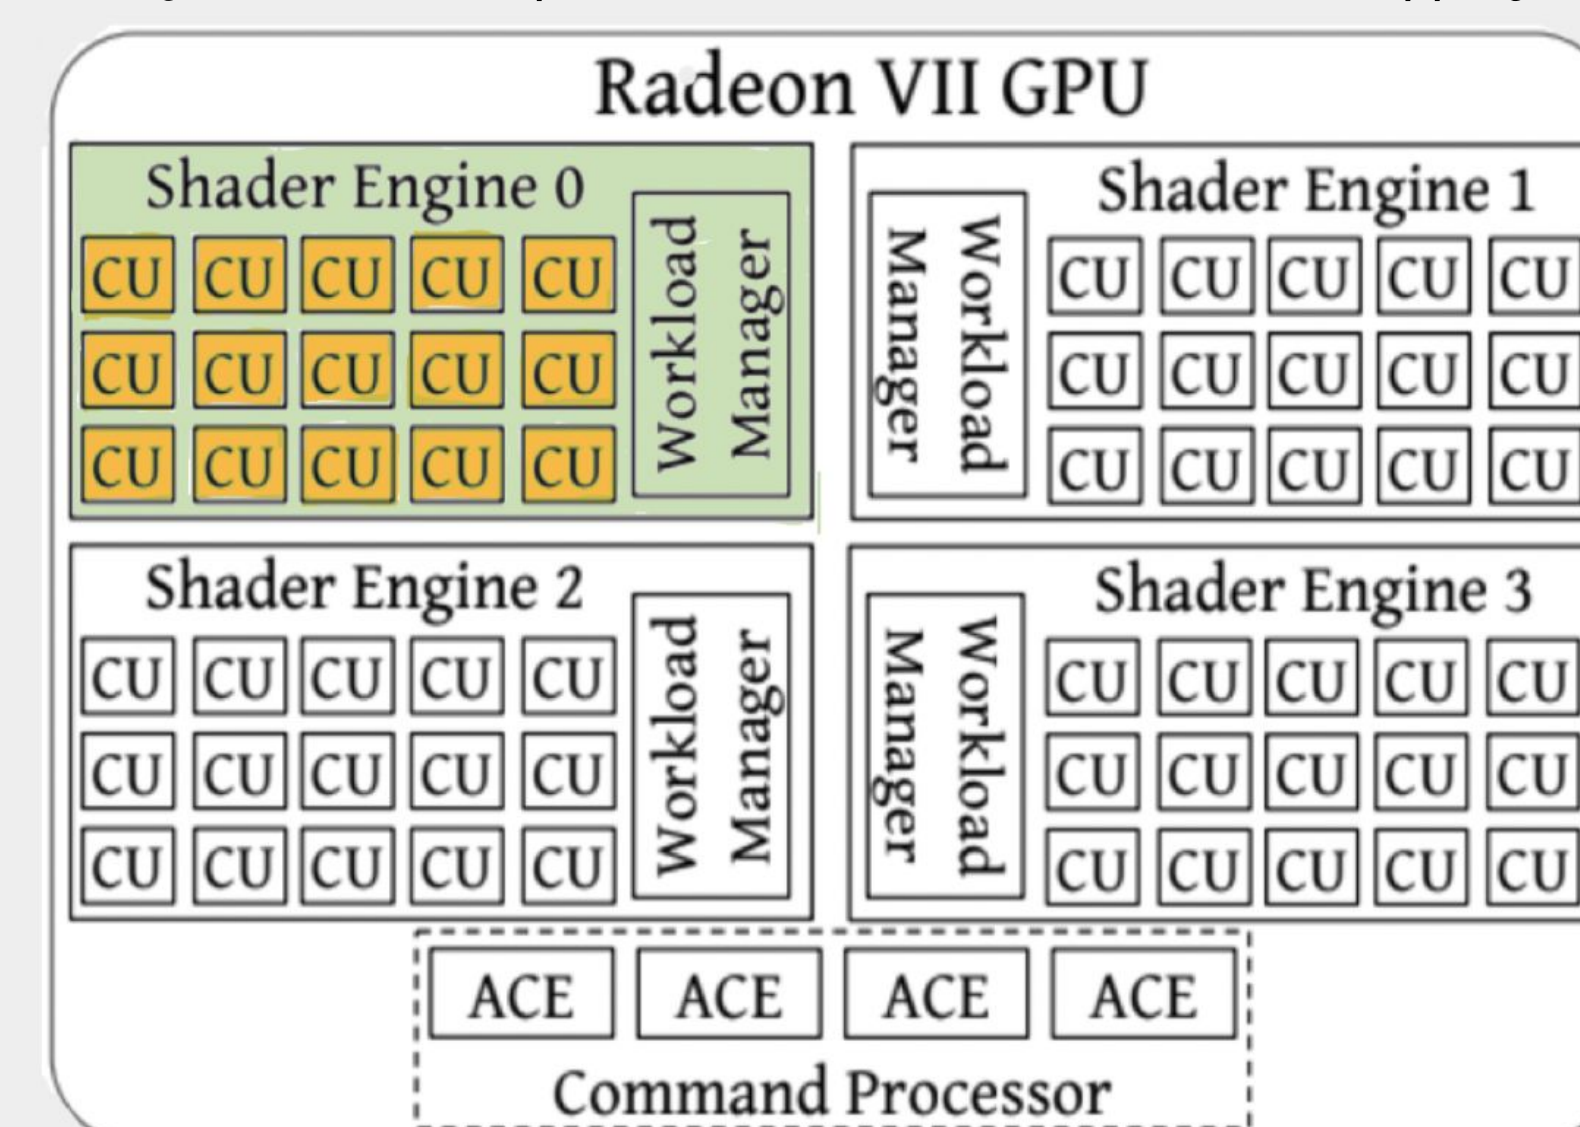 Radeon VII GPU
Shader Engine 0
CU CU CU CU CU
CU CU CU CU CU
CU CU CU CU CU
Workload
Manager
Shader Engine 1
Workload
Manager
CU CU CU CU CU
CU CU CU CU CU
CU CU CU CU CU
Shader Engine 2
CU CU CU CU CU
CU CU CU CU CU
CU CU CU CU CU
Workload
Manager
Shader Engine 3
Workload
Manager
CU CU CU CU CU
CU CU CU CU CU
CU CU CU CU CU
ACE ACE ACE ACE
Command Processor